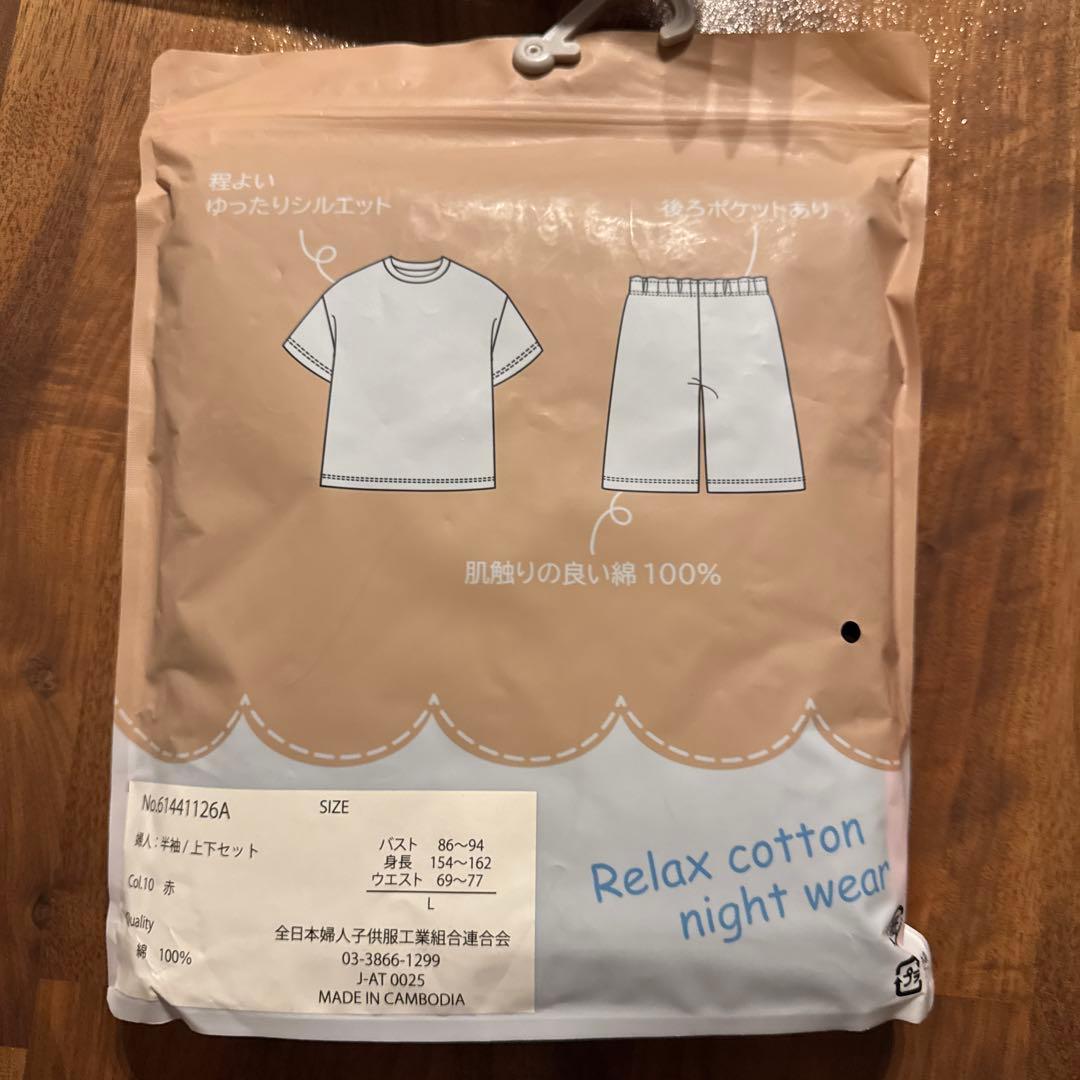 程よい
ゆったりシルエット
後ろポケットあり
肌触りの良い綿100%
No.61441126A
SIZE
婦人：半袖/上下セット
バスト 86～94
身長 154～162
ウエスト 69～77
L
Col.10 赤
Quality
綿 100%
全日本婦人子供服工業組合連合会
03-3866-1299
J-AT 0025
MADE IN CAMBODIA
Relax cotton
night wear
プラ